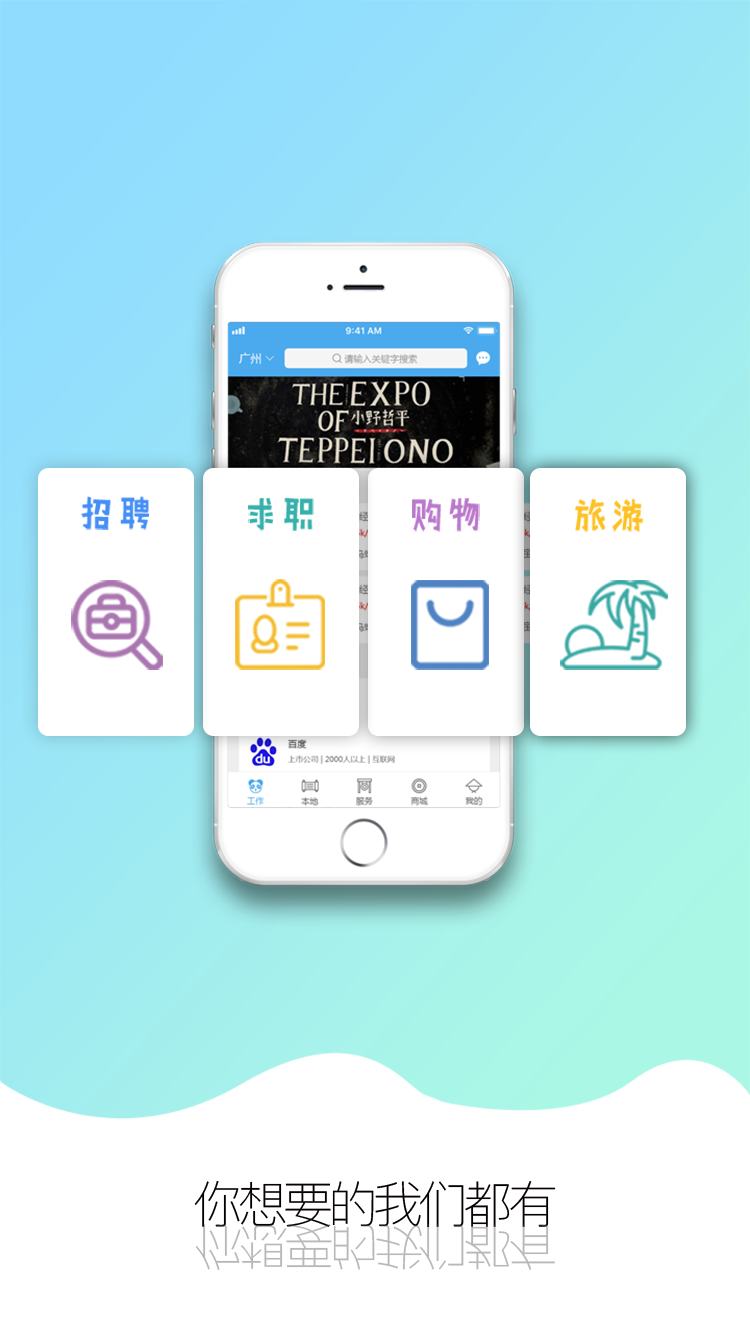 9:41 AM
广州
请输入关键字搜索
THE EXPO
OF 小野哲平
TEPPEI ONO
招聘
求职
购物
旅游
du
百度
上市公司 | 2000人以上 | 互联网
工作
本地
服务
商城
我的
你想要的我们都有